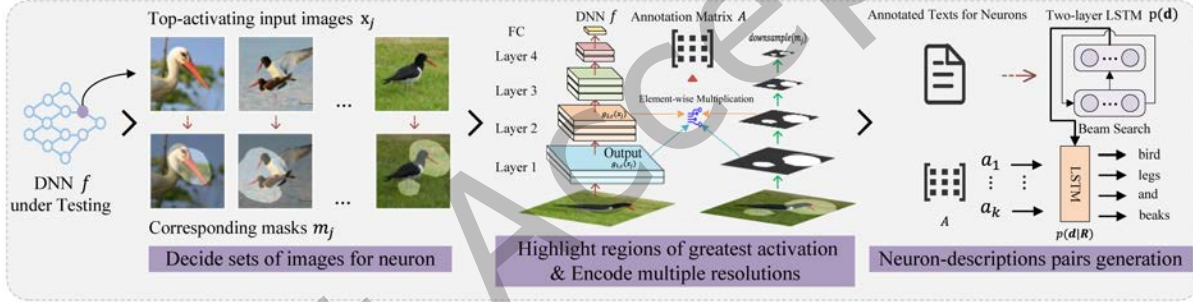 Top-activating input images x_j
...
DNN f
under Testing
...
Corresponding masks m_j
Decide sets of images for neuron
DNN f
Annotation Matrix A
FC
Layer 4
Layer 3
Layer 2
Layer 1
downsample(m_j)
Element-wise Multiplication
Output
Highlight regions of greatest activation
& Encode multiple resolutions
Annotated Texts for Neurons
Two-layer LSTM p(d)
Beam Search
A
a_1
⋮ ⋮
a_k
LSTM
p(d|R)
bird
legs
and
beaks
Neuron-descriptions pairs generation
Accep